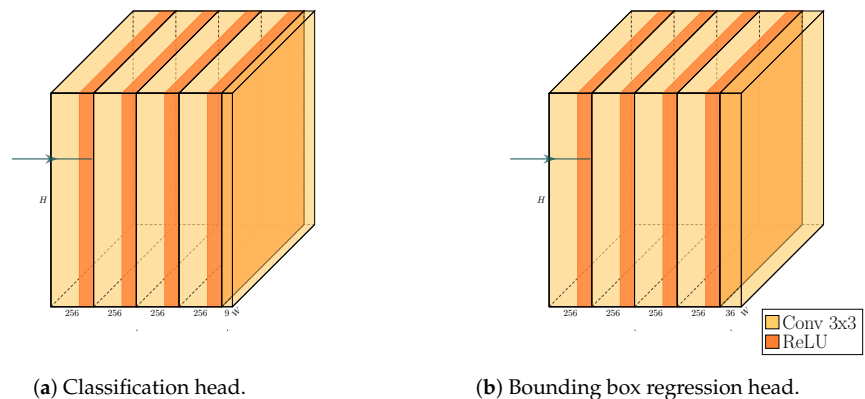 H
256 256 256 256 9 W
(a) Classification head.
H
256 256 256 256 36 W
Conv 3x3
ReLU
(b) Bounding box regression head.